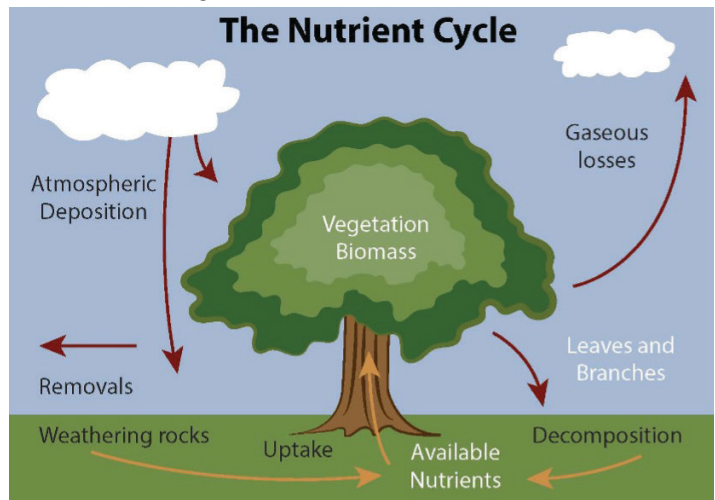 The Nutrient Cycle
Atmospheric
Deposition
Gaseous
losses
Vegetation
Biomass
Removals
Leaves and
Branches
Weathering rocks
Uptake
Available
Nutrients
Decomposition